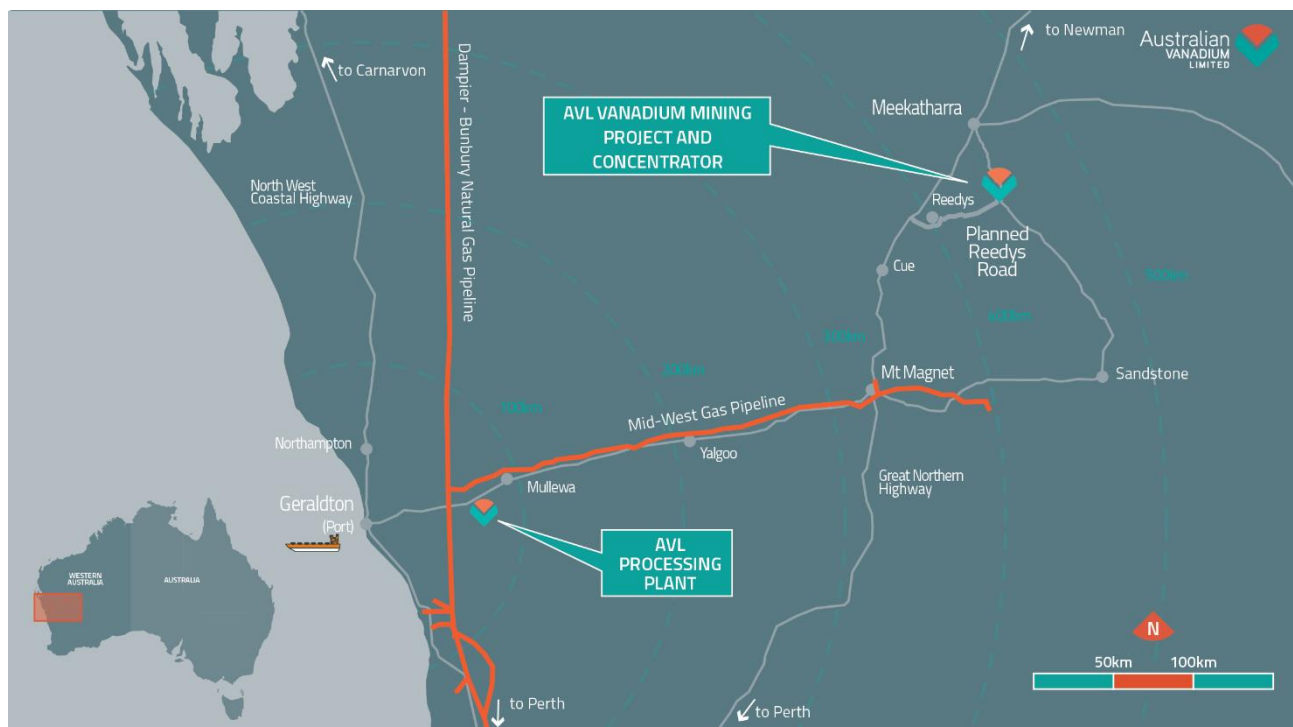 to Carnarvon
Dampier - Bunbury Natural Gas Pipeline
to Newman
Australian
VANADIUM
LIMITED
AVL VANADIUM MINING
PROJECT AND
CONCENTRATOR
Meekatharra
North West
Coastal Highway
Reedys
Planned
Reedys
Road
Cue
Mt Magnet
Sandstone
Mid-West Gas Pipeline
Northampton
Yalgoo
Mullewa
Great Northern
Highway
Geraldton
(Port)
AVL
PROCESSING
PLANT
WESTERN
AUSTRALIA
AUSTRALIA
N
50km
100km
to Perth
to Perth